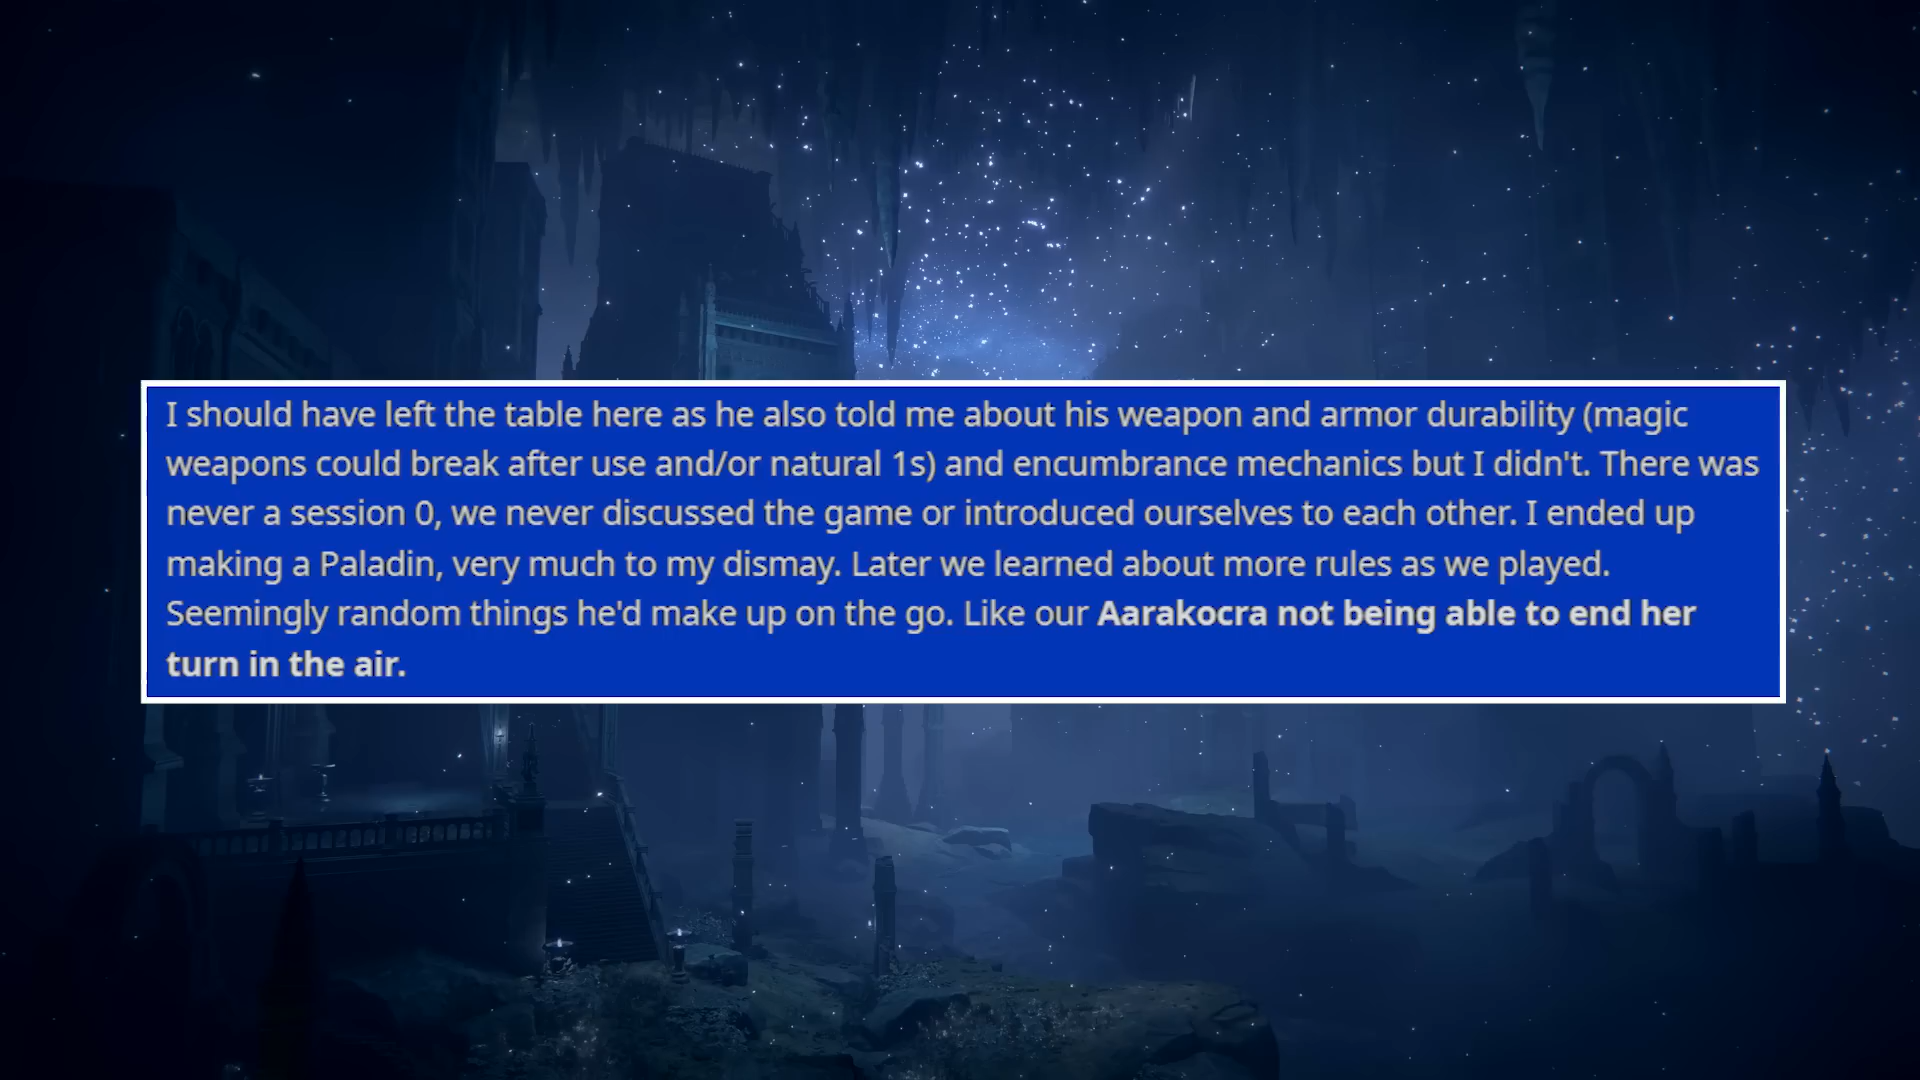 I should have left the table here as he also told me about his weapon and armor durability (magic
weapons could break after use and/or natural 1s) and encumbrance mechanics but I didn't. There was
never a session 0, we never discussed the game or introduced ourselves to each other. I ended up
making a Paladin, very much to my dismay. Later we learned about more rules as we played.
Seemingly random things he'd make up on the go. Like our Aarakocra not being able to end her
turn in the air.